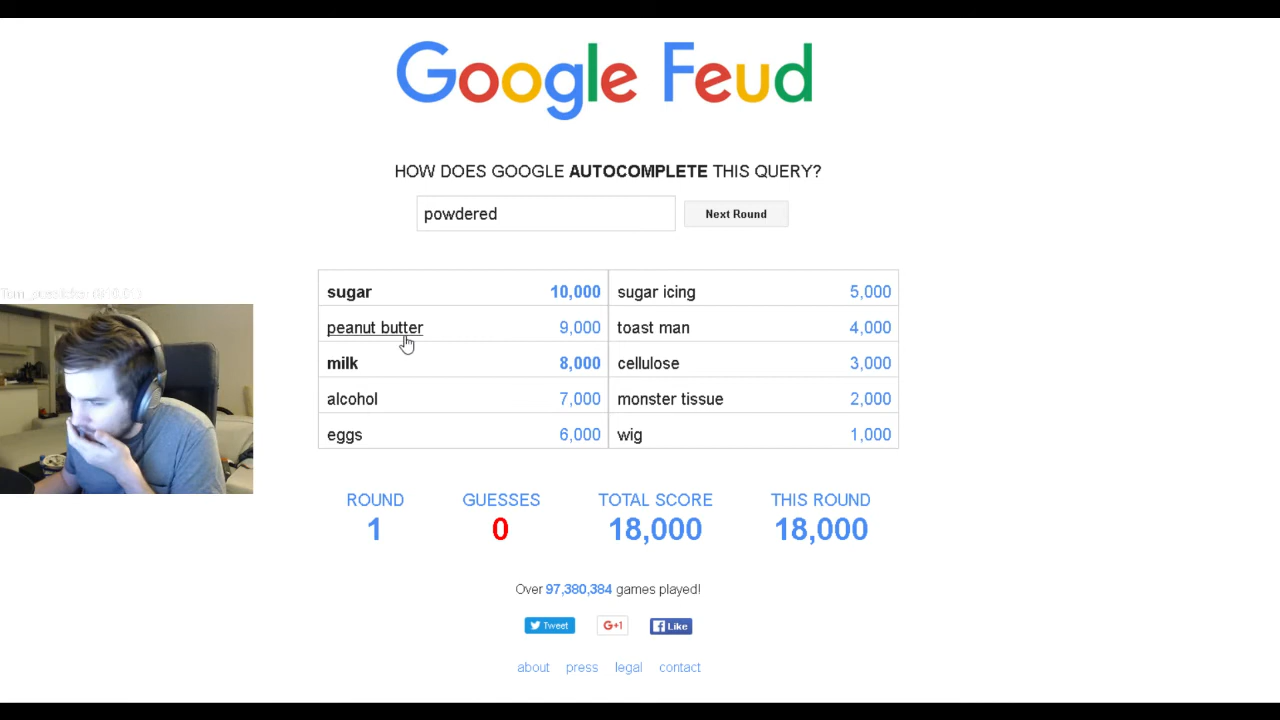 Google Feud
HOW DOES GOOGLE AUTOCOMPLETE THIS QUERY?
powdered
Next Round
sugar 10,000
peanut butter 9,000
milk 8,000
alcohol 7,000
eggs 6,000
sugar icing 5,000
toast man 4,000
cellulose 3,000
monster tissue 2,000
wig 1,000
ROUND
1
GUESSES
0
TOTAL SCORE
18,000
THIS ROUND
18,000
Over 97,380,384 games played!
Tweet
G+1
Like
about press legal contact